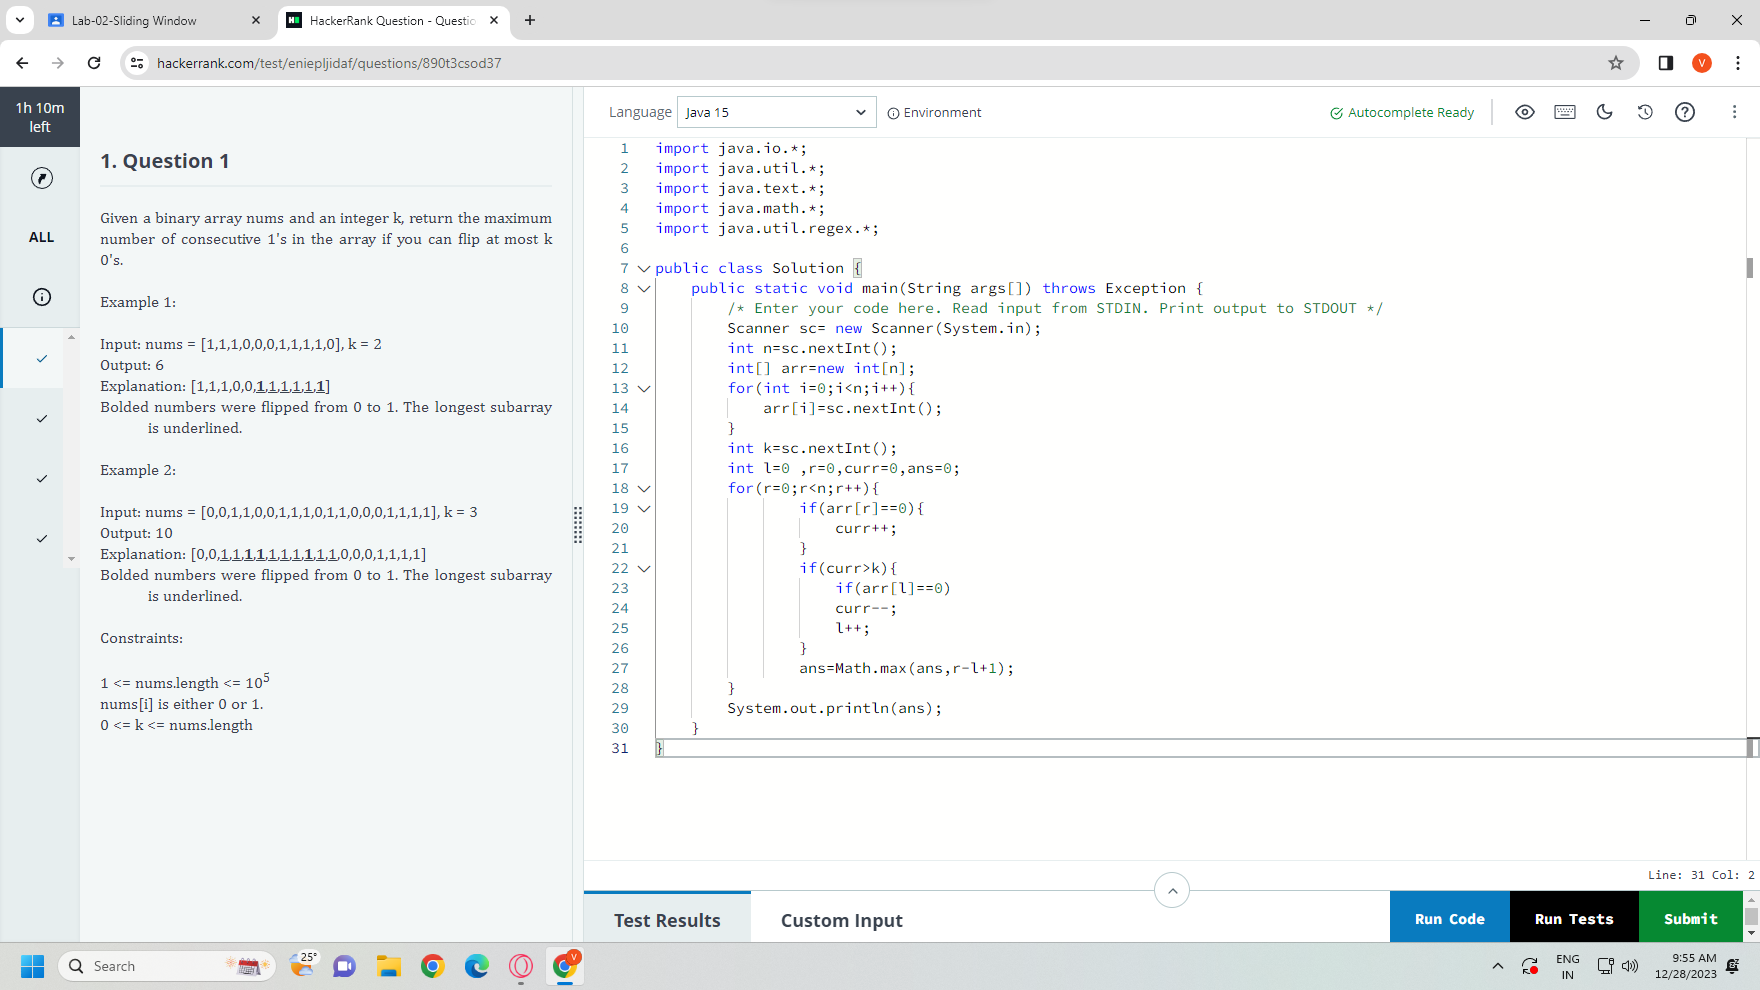 Lab-02-Sliding Window
HackerRank Question - Questio
hackerrank.com/test/eniepljidaf/questions/890t3csod37
V
1h 10m
left
ALL
1. Question 1
Given a binary array nums and an integer k, return the maximum
number of consecutive 1's in the array if you can flip at most k
0's.
Example 1:
Input: nums = [1,1,1,0,0,0,1,1,1,1,0], k = 2
Output: 6
Explanation: [1,1,1,0,0,1,1,1,1,1,1]
Bolded numbers were flipped from 0 to 1. The longest subarray
is underlined.
Example 2:
Input: nums = [0,0,1,1,0,0,1,1,1,0,1,1,0,0,0,1,1,1,1], k = 3
Output: 10
Explanation: [0,0,1,1,1,1,1,1,1,1,1,1,0,0,0,1,1,1,1]
Bolded numbers were flipped from 0 to 1. The longest subarray
is underlined.
Constraints:
1 <= nums.length <= 10^5
nums[i] is either 0 or 1.
0 <= k <= nums.length
Language Java 15 Environment Autocomplete Ready
1 import java.io.*;
2 import java.util.*;
3 import java.text.*;
4 import java.math.*;
5 import java.util.regex.*;
6
7 public class Solution {
8 public static void main(String args[]) throws Exception {
9 /* Enter your code here. Read input from STDIN. Print output to STDOUT */
10 Scanner sc= new Scanner(System.in);
11 int n=sc.nextInt();
12 int[] arr=new int[n];
13 for(int i=0;i<n;i++){
14 arr[i]=sc.nextInt();
15 }
16 int k=sc.nextInt();
17 int l=0 ,r=0,curr=0,ans=0;
18 for(r=0;r<n;r++){
19 if(arr[r]==0){
20 curr++;
21 }
22 if(curr>k){
23 if(arr[l]==0)
24 curr--;
25 l++;
26 }
27 ans=Math.max(ans,r-l+1);
28 }
29 System.out.println(ans);
30 }
31 }
Line: 31 Col: 2
Test Results
Custom Input
Run Code
Run Tests
Submit
Search
25°
V
ENG
IN
9:55 AM
12/28/2023